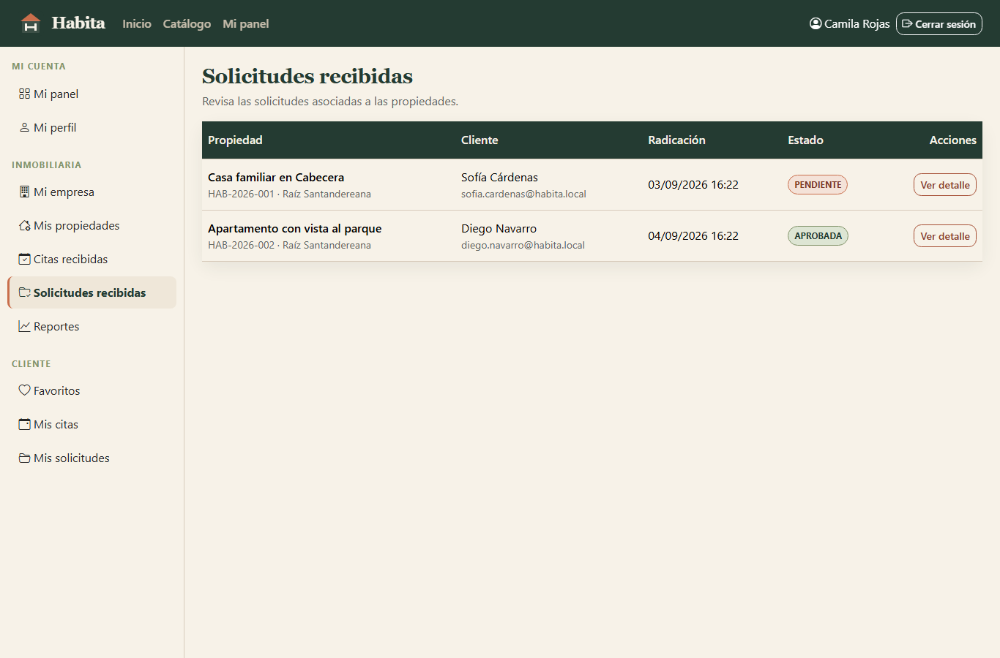 Habita
Inicio
Catálogo
Mi panel
Camila Rojas
Cerrar sesión
MI CUENTA
Mi panel
Mi perfil
INMOBILIARIA
Mi empresa
Mis propiedades
Citas recibidas
Solicitudes recibidas
Reportes
CLIENTE
Favoritos
Mis citas
Mis solicitudes
Solicitudes recibidas
Revisa las solicitudes asociadas a las propiedades.
Propiedad
Cliente
Radicación
Estado
Acciones
Casa familiar en Cabecera
HAB-2026-001 · Raíz Santandereana
Sofía Cárdenas
sofia.cardenas@habita.local
03/09/2026 16:22
PENDIENTE
Ver detalle
Apartamento con vista al parque
HAB-2026-002 · Raíz Santandereana
Diego Navarro
diego.navarro@habita.local
04/09/2026 16:22
APROBADA
Ver detalle